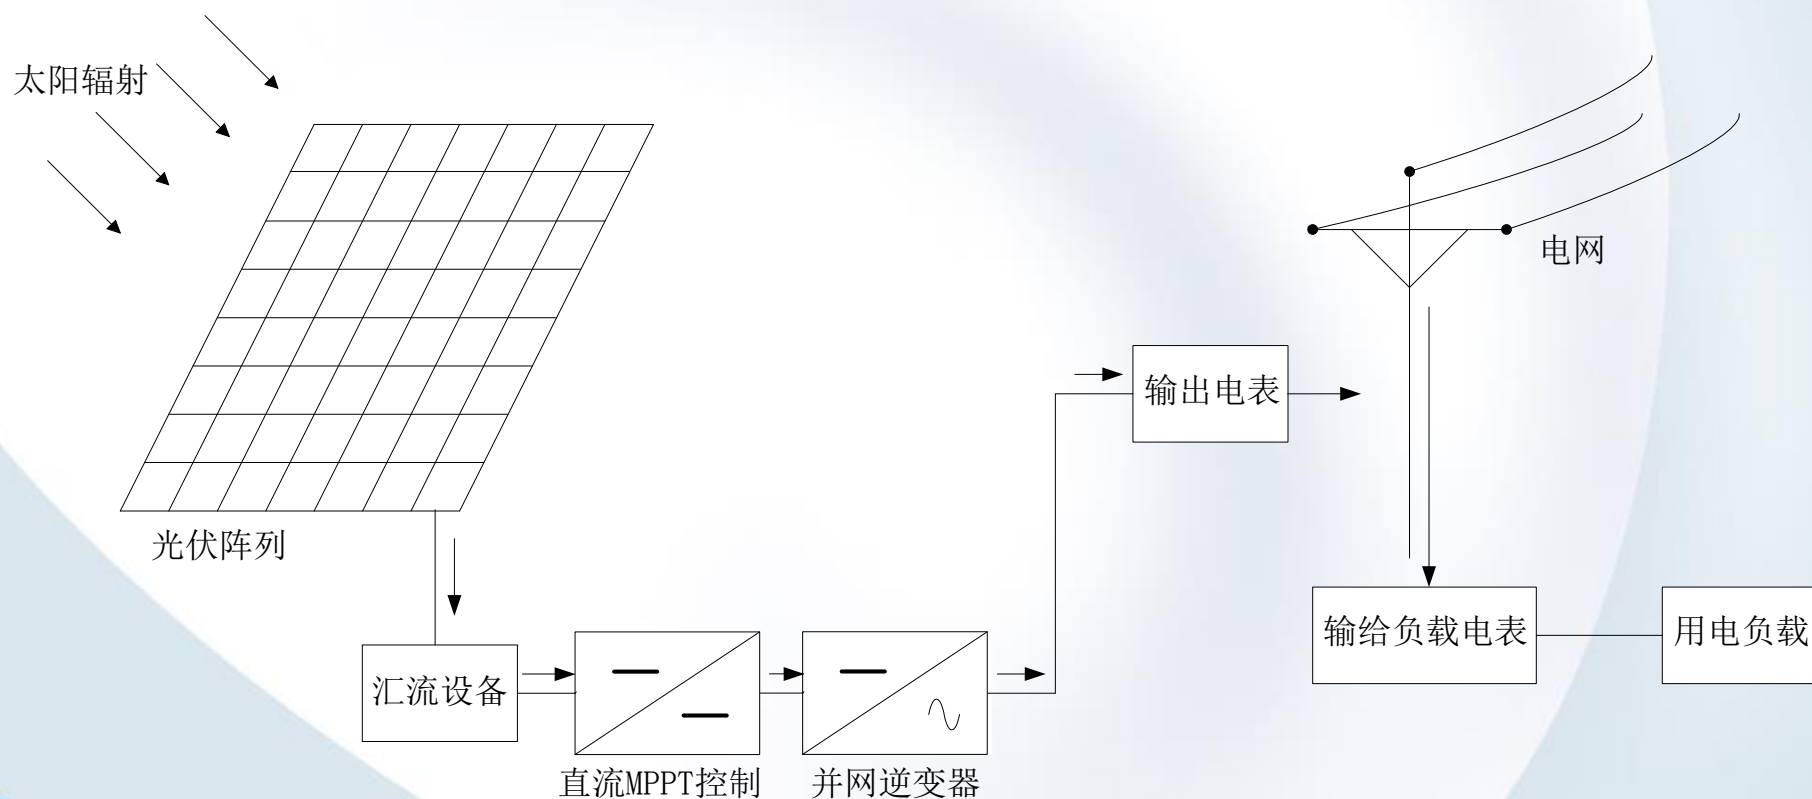 太阳辐射
电网
输出电表
光伏阵列
输给负载电表
用电负载
汇流设备
直流MPPT控制
并网逆变器